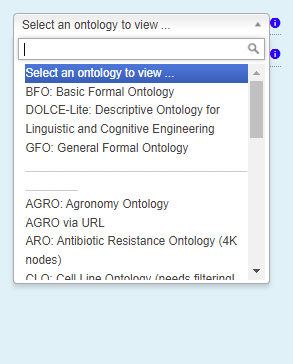 Select an ontology to view ...
Select an ontology to view ...
BFO: Basic Formal Ontology
DOLCE-Lite: Descriptive Ontology for
Linguistic and Cognitive Engineering
GFO: General Formal Ontology
AGRO: Agronomy Ontology
AGRO via URL
ARO: Antibiotic Resistance Ontology (4K
nodes)
CLO: Cell Line Ontology (needs filtering!